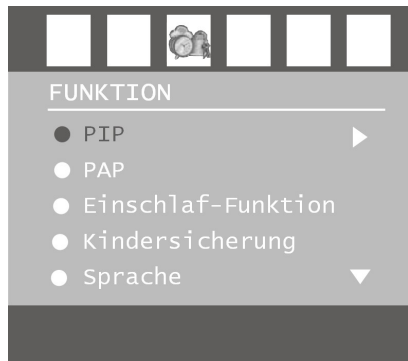 FUNKTION
PIP
PAP
Einschlaf-Funktion
Kindersicherung
Sprache